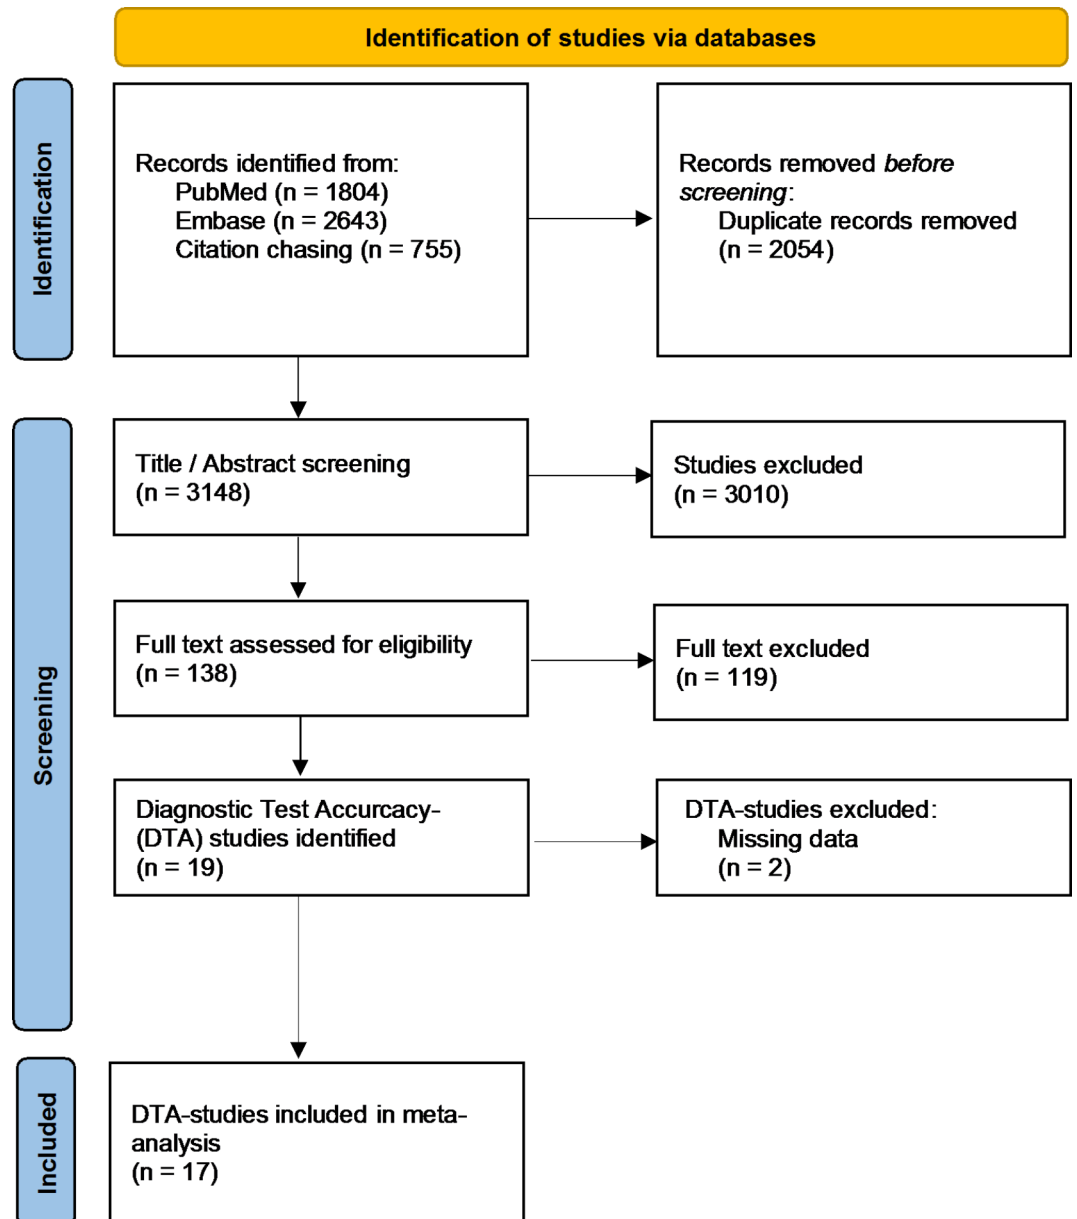 Identification of studies via databases
Identification
Records identified from:
PubMed (n = 1804)
Embase (n = 2643)
Citation chasing (n = 755)
Records removed before
screening:
Duplicate records removed
(n = 2054)
Screening
Title / Abstract screening
(n = 3148)
Studies excluded
(n = 3010)
Full text assessed for eligibility
(n = 138)
Full text excluded
(n = 119)
Diagnostic Test Accurcacy-
(DTA) studies identified
(n = 19)
DTA-studies excluded:
Missing data
(n = 2)
Included
DTA-studies included in meta-
analysis
(n = 17)